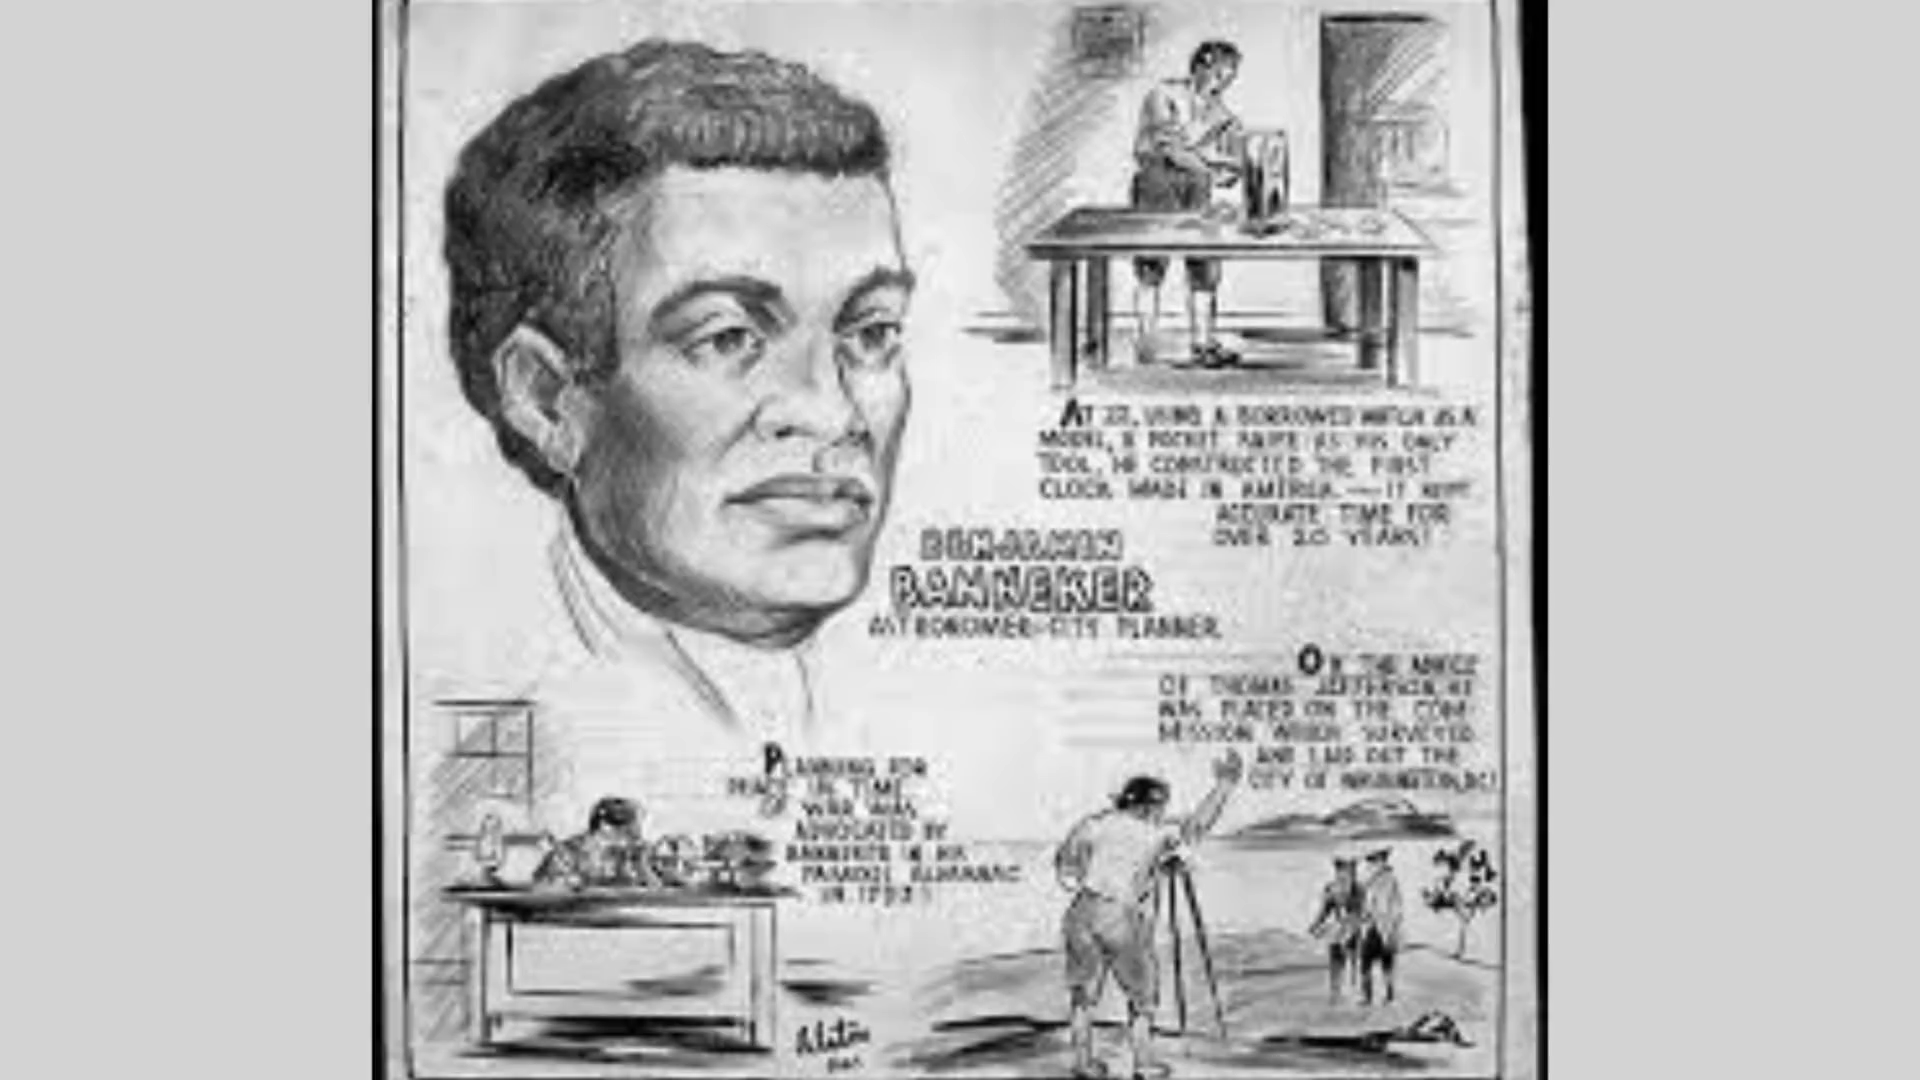 AT 22, USING A BORROWED WATCH AS A
MODEL, A POCKET KNIFE AS HIS ONLY
TOOL, HE CONSTRUCTED THE FIRST
CLOCK MADE IN AMERICA.—IT KEPT
ACCURATE TIME FOR
OVER 20 YEARS!
BENJAMIN
BANNEKER
ASTRONOMER-CITY PLANNER
ON THE ADVICE
OF THOMAS JEFFERSON, HE
WAS PLACED ON THE COM-
MISSION WHICH SURVEYED
AND LAID OUT THE
CITY OF WASHINGTON, D.C!
PLANNING FOR
PEACE IN TIME
OF WAR WAS
ADVOCATED BY
BANNEKER IN HIS
ALMANAC
IN
Alston